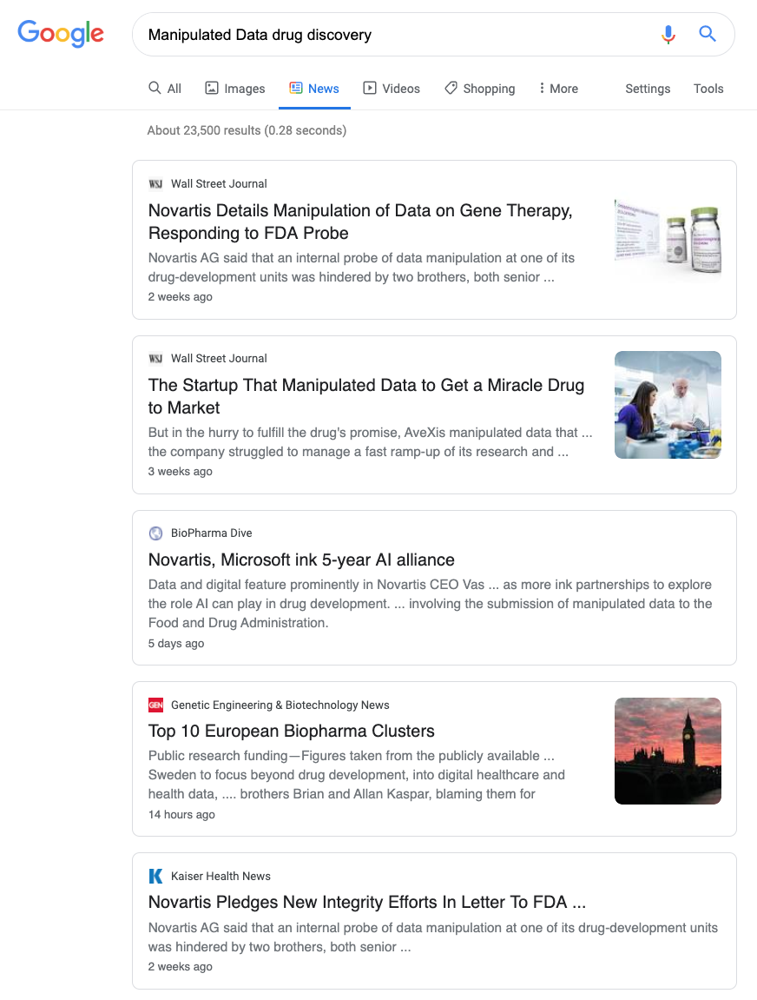 Google
Manipulated Data drug discovery
All
Images
News
Videos
Shopping
More
Settings
Tools
About 23,500 results (0.28 seconds)
WSJ Wall Street Journal
Novartis Details Manipulation of Data on Gene Therapy,
Responding to FDA Probe
Novartis AG said that an internal probe of data manipulation at one of its
drug-development units was hindered by two brothers, both senior ...
2 weeks ago
WSJ Wall Street Journal
The Startup That Manipulated Data to Get a Miracle Drug
to Market
But in the hurry to fulfill the drug's promise, AveXis manipulated data that ...
the company struggled to manage a fast ramp-up of its research and ...
3 weeks ago
BioPharma Dive
Novartis, Microsoft ink 5-year AI alliance
Data and digital feature prominently in Novartis CEO Vas ... as more ink partnerships to explore
the role AI can play in drug development. ... involving the submission of manipulated data to the
Food and Drug Administration.
5 days ago
GEN Genetic Engineering & Biotechnology News
Top 10 European Biopharma Clusters
Public research funding—Figures taken from the publicly available ...
Sweden to focus beyond drug development, into digital healthcare and
health data, .... brothers Brian and Allan Kaspar, blaming them for
14 hours ago
K Kaiser Health News
Novartis Pledges New Integrity Efforts In Letter To FDA ...
Novartis AG said that an internal probe of data manipulation at one of its drug-development units
was hindered by two brothers, both senior ...
2 weeks ago